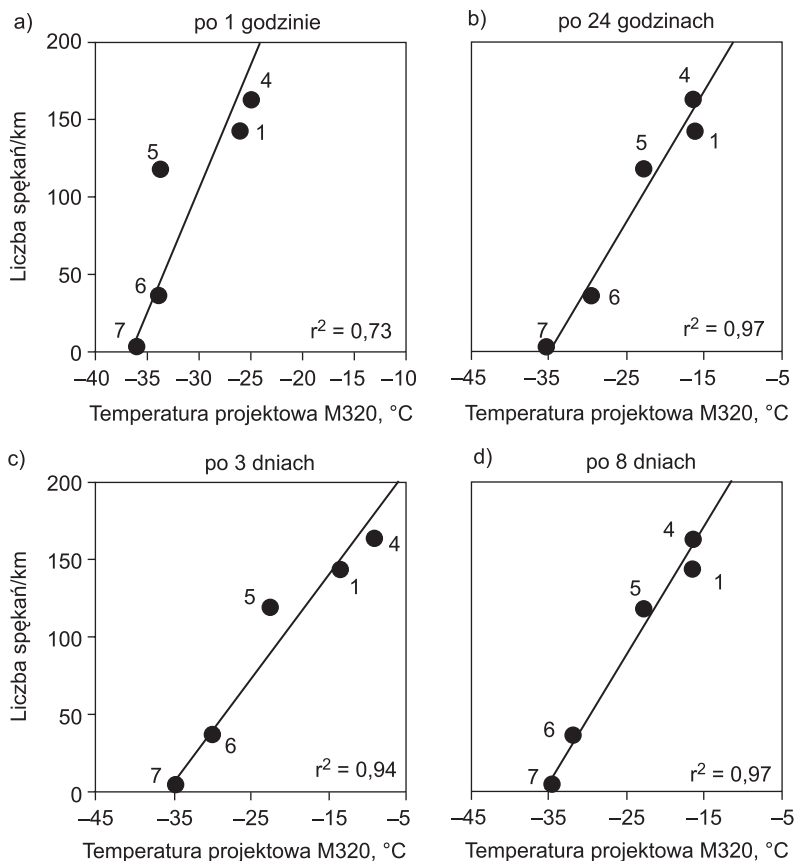 a)
po 1 godzinie
200
150
100
50
0
Liczba spękań/km
4
1
5
6
7
r² = 0,73
–40 –35 –30 –25 –20 –15 –10
Temperatura projektowa M320, °C
b)
po 24 godzinach
4
1
5
6
7
r² = 0,97
–45 –35 –25 –15 –5
Temperatura projektowa M320, °C
c)
po 3 dniach
200
150
100
50
0
Liczba spękań/km
4
1
5
6
7
r² = 0,94
–45 –35 –25 –15 –5
Temperatura projektowa M320, °C
d)
po 8 dniach
4
1
5
6
7
r² = 0,97
–45 –35 –25 –15 –5
Temperatura projektowa M320, °C